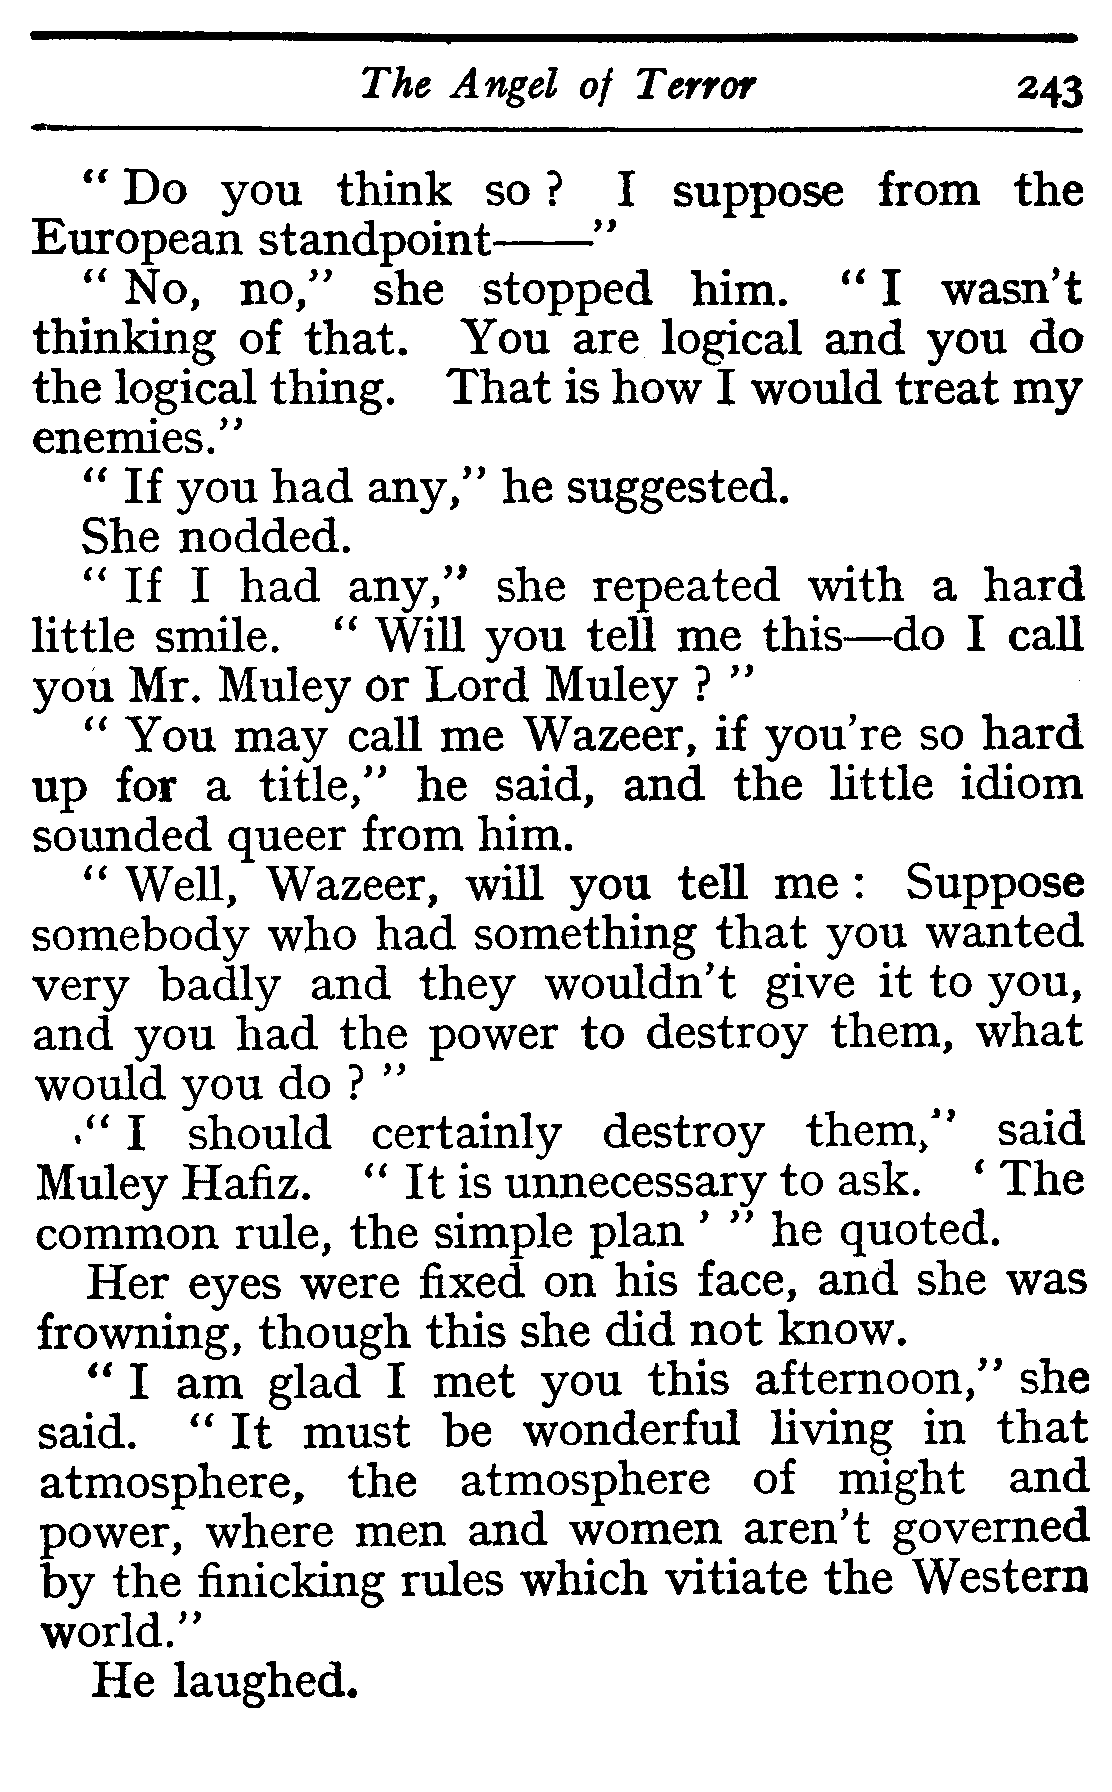 The Angel of Terror 243
“ Do you think so ? I suppose from the
European standpoint——”
“ No, no,” she stopped him. “ I wasn't
thinking of that. You are logical and you do
the logical thing. That is how I would treat my
enemies.”
“ If you had any,” he suggested.
She nodded.
“ If I had any,” she repeated with a hard
little smile. “ Will you tell me this—do I call
you Mr. Muley or Lord Muley ? ”
“ You may call me Wazeer, if you're so hard
up for a title,” he said, and the little idiom
sounded queer from him.
“ Well, Wazeer, will you tell me : Suppose
somebody who had something that you wanted
very badly and they wouldn't give it to you,
and you had the power to destroy them, what
would you do ? ”
“ I should certainly destroy them,” said
Muley Hafiz. “ It is unnecessary to ask. ‘ The
common rule, the simple plan ’ ” he quoted.
Her eyes were fixed on his face, and she was
frowning, though this she did not know.
“ I am glad I met you this afternoon,” she
said. “ It must be wonderful living in that
atmosphere, the atmosphere of might and
power, where men and women aren't governed
by the finicking rules which vitiate the Western
world.”
He laughed.